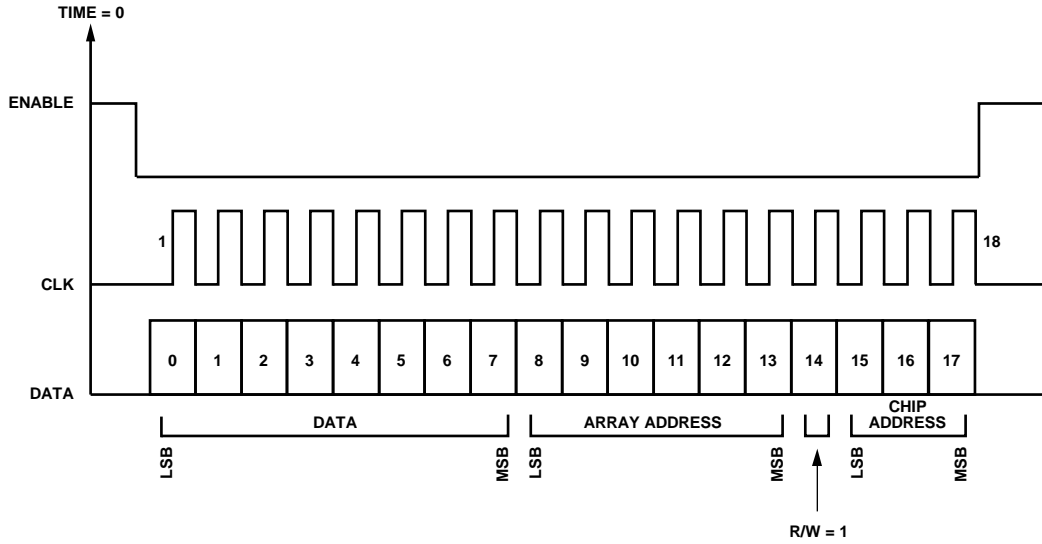 TIME = 0
ENABLE
1
18
CLK
0 1 2 3 4 5 6 7 8 9 10 11 12 13 14 15 16 17
DATA
DATA
ARRAY ADDRESS
CHIP
ADDRESS
LSB
MSB
LSB
MSB
LSB
MSB
R/W = 1